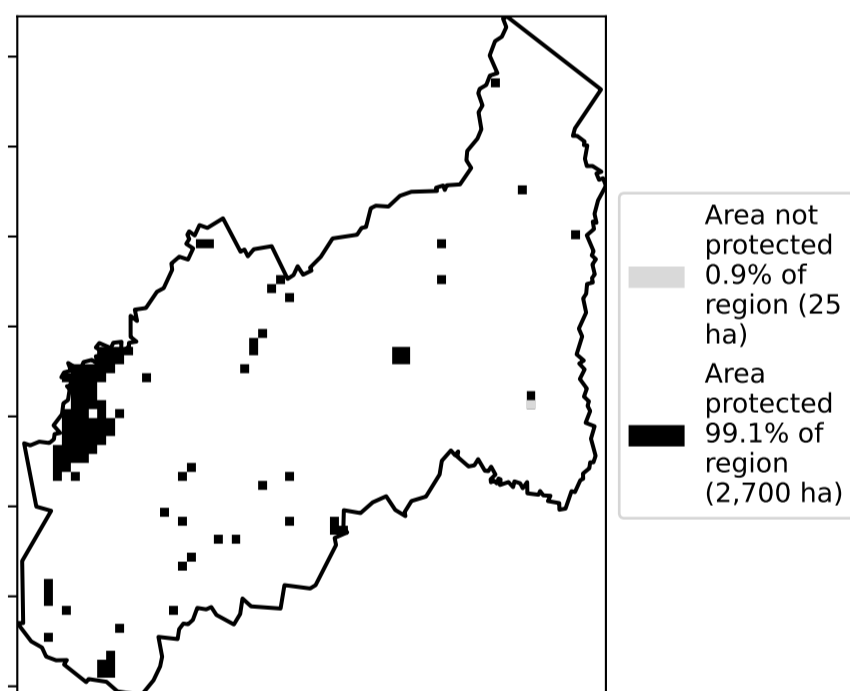 Area not
protected
0.9% of
region (25
ha)
Area
protected
99.1% of
region
(2,700 ha)